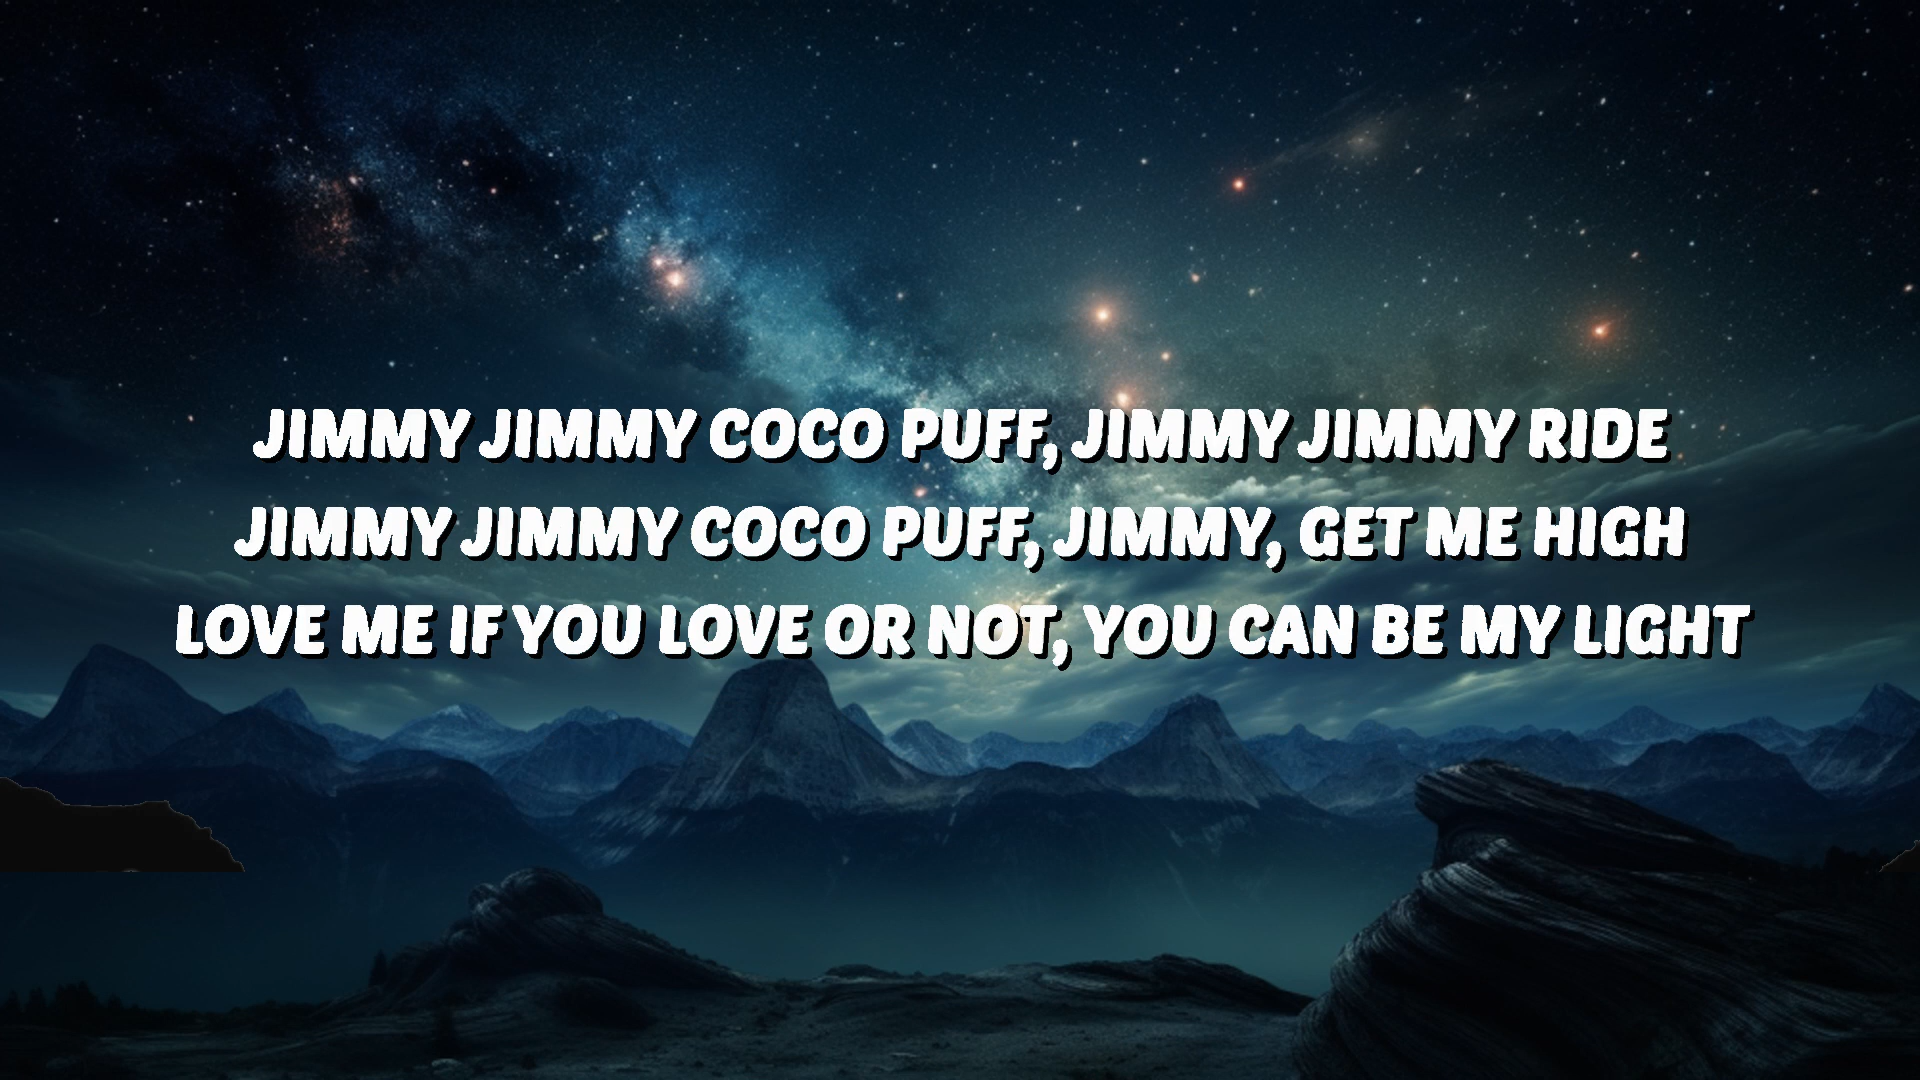 JIMMY JIMMY COCO PUFF, JIMMY JIMMY RIDE
JIMMY JIMMY COCO PUFF, JIMMY, GET ME HIGH
LOVE ME IF YOU LOVE OR NOT, YOU CAN BE MY LIGHT